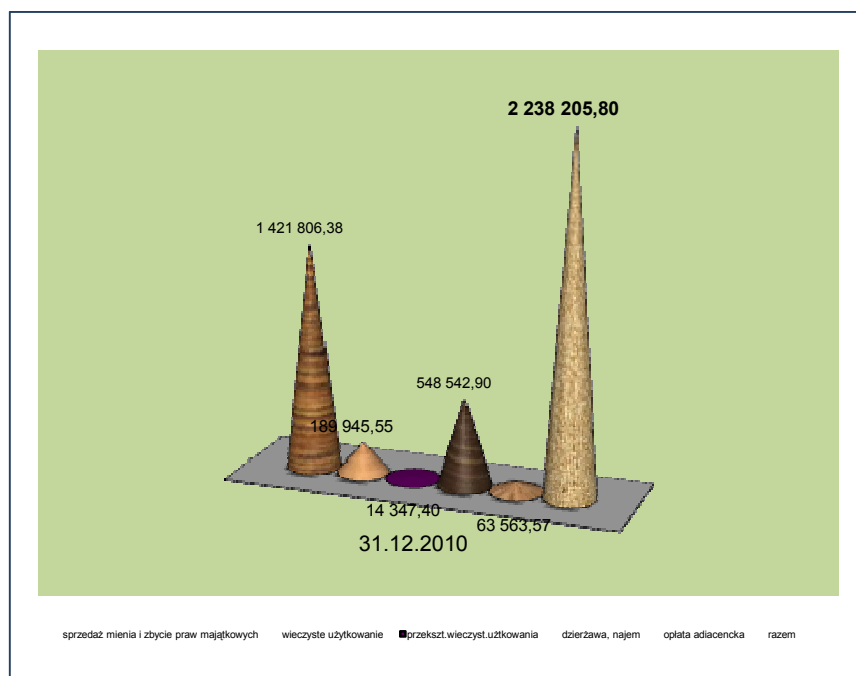 2 238 205,80
1 421 806,38
548 542,90
189 945,55
14 347,40
63 563,57
31.12.2010
sprzedaż mienia i zbycie praw majątkowych wieczyste użytkowanie przekszt.wieczyst.użtkowania dzierżawa, najem opłata adiacencka razem